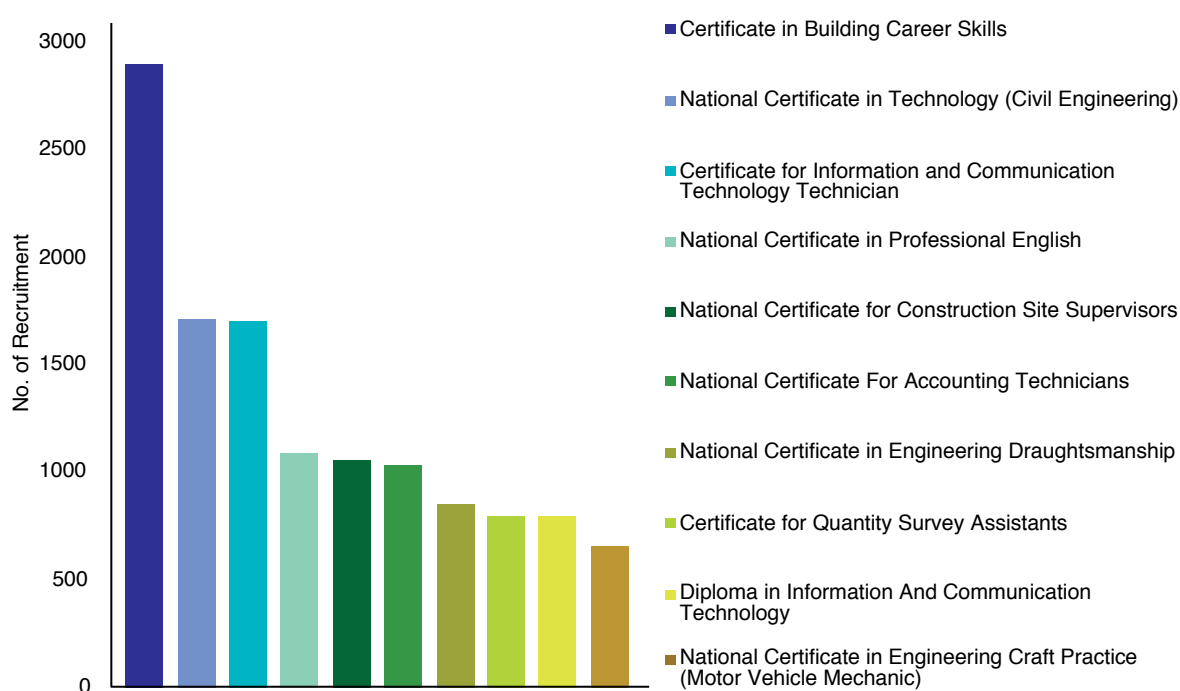 3000
2500
2000
1500
1000
500
0
No. of Recruitment
Certificate in Building Career Skills
National Certificate in Technology (Civil Engineering)
Certificate for Information and Communication
Technology Technician
National Certificate in Professional English
National Certificate for Construction Site Supervisors
National Certificate For Accounting Technicians
National Certificate in Engineering Draughtsmanship
Certificate for Quantity Survey Assistants
Diploma in Information And Communication
Technology
National Certificate in Engineering Craft Practice
(Motor Vehicle Mechanic)